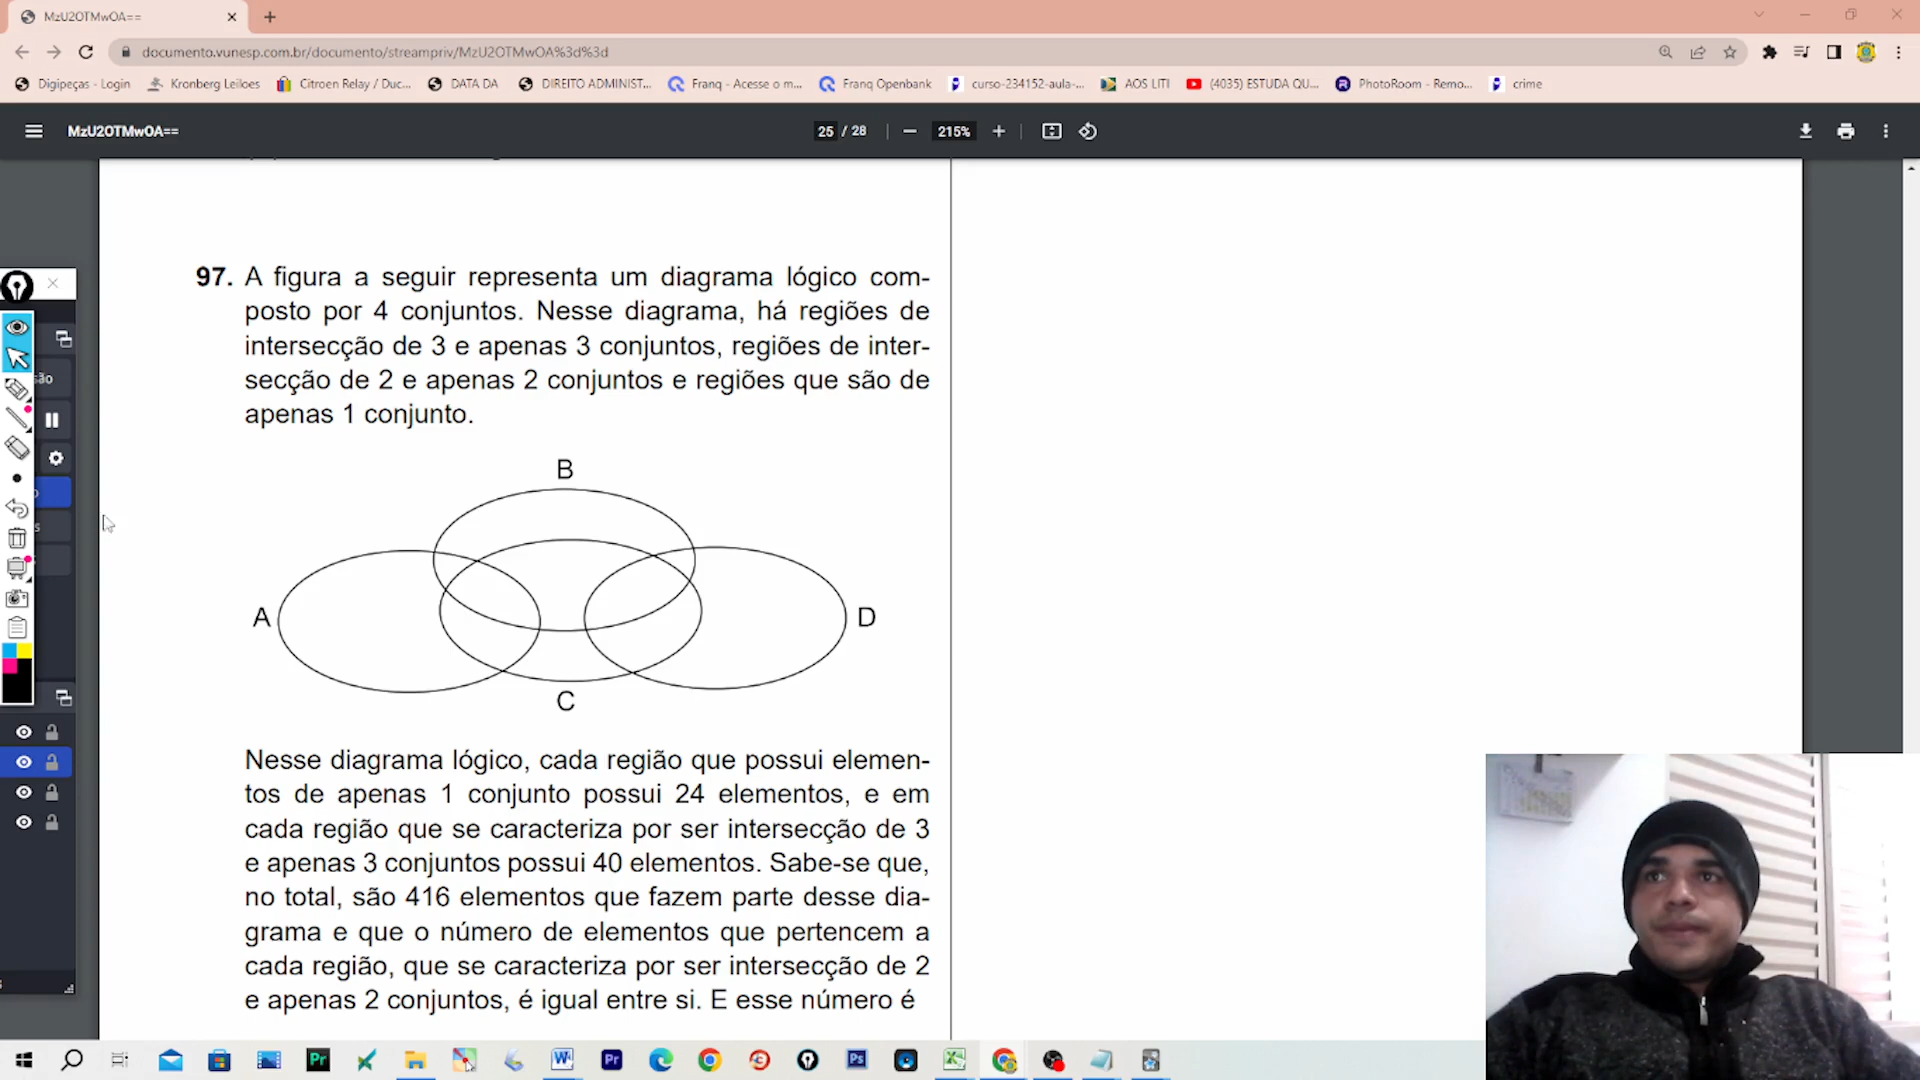 MzU2OTMwOA==
documento.vunesp.com.br/documento/streampriv/MzU2OTMwOA%3d%3d
Digipeças - Login
Kronberg Leiloes
Citroen Relay / Duc...
DATA DA
DIREITO ADMINIST...
Franq - Acesse o m...
Franq Openbank
curso-234152-aula-...
AOS LITI
(4035) ESTUDA QU...
PhotoRoom - Remo...
crime
MzU2OTMwOA==
25 / 28
215%
97. A figura a seguir representa um diagrama lógico com-
posto por 4 conjuntos. Nesse diagrama, há regiões de
intersecção de 3 e apenas 3 conjuntos, regiões de inter-
secção de 2 e apenas 2 conjuntos e regiões que são de
apenas 1 conjunto.
B
A
D
C
Nesse diagrama lógico, cada região que possui elemen-
tos de apenas 1 conjunto possui 24 elementos, e em
cada região que se caracteriza por ser intersecção de 3
e apenas 3 conjuntos possui 40 elementos. Sabe-se que,
no total, são 416 elementos que fazem parte desse dia-
grama e que o número de elementos que pertencem a
cada região, que se caracteriza por ser intersecção de 2
e apenas 2 conjuntos, é igual entre si. E esse número é
são